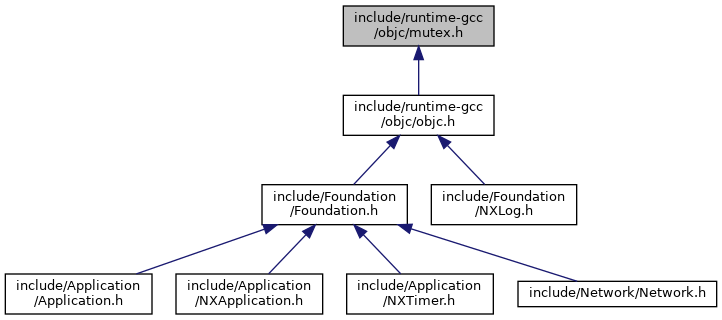 include/runtime-gcc
/objc/mutex.h
include/runtime-gcc
/objc/objc.h
include/Foundation
/Foundation.h
include/Foundation
/NXLog.h
include/Application
/Application.h
include/Application
/NXApplication.h
include/Application
/NXTimer.h
include/Network/Network.h